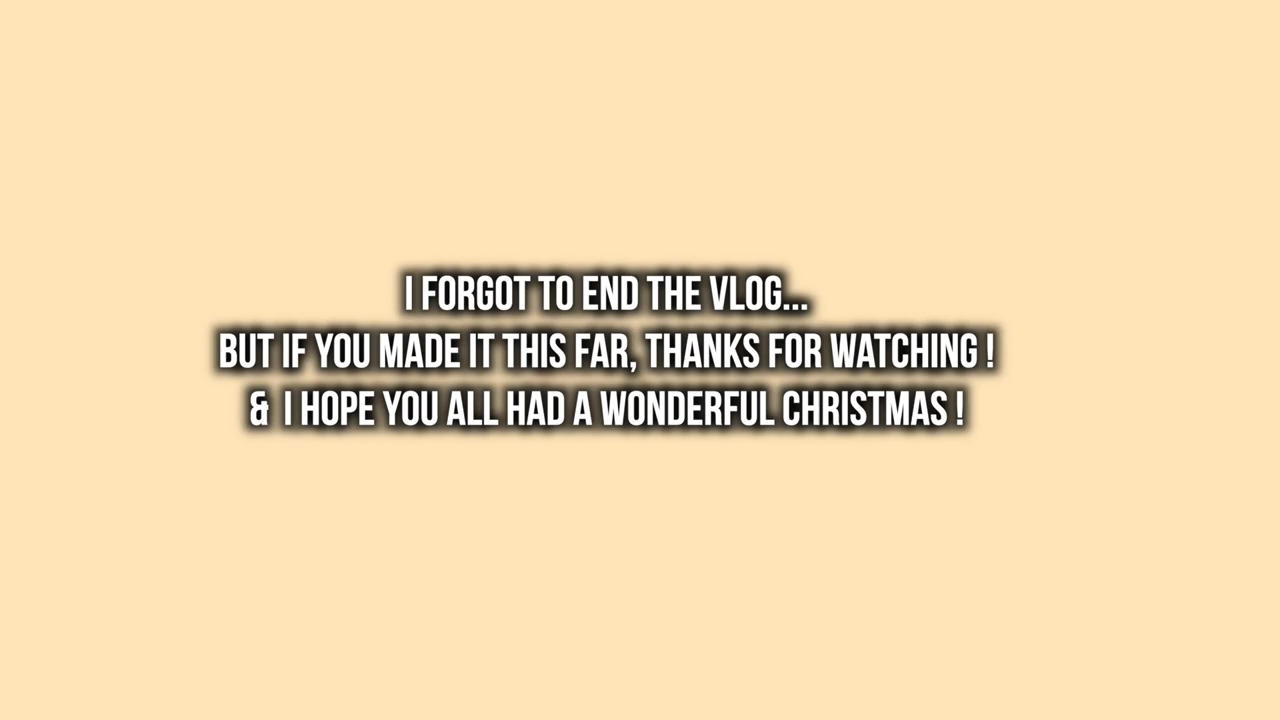 I FORGOT TO END THE VLOG...
BUT IF YOU MADE IT THIS FAR, THANKS FOR WATCHING !
&  I HOPE YOU ALL HAD A WONDERFUL CHRISTMAS !